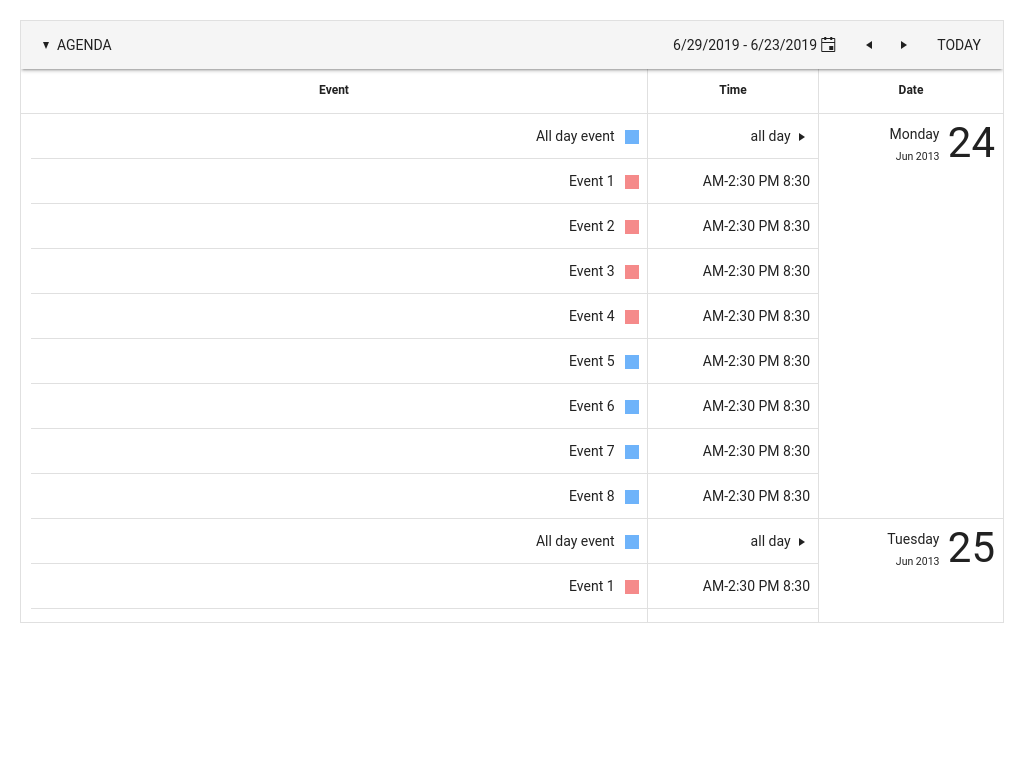 ▼ AGENDA 6/29/2019 - 6/23/2019 ◀ ▶ TODAY
Event Time Date
All day event all day ▶ Monday 24
Jun 2013
Event 1 AM-2:30 PM 8:30
Event 2 AM-2:30 PM 8:30
Event 3 AM-2:30 PM 8:30
Event 4 AM-2:30 PM 8:30
Event 5 AM-2:30 PM 8:30
Event 6 AM-2:30 PM 8:30
Event 7 AM-2:30 PM 8:30
Event 8 AM-2:30 PM 8:30
All day event all day ▶ Tuesday 25
Jun 2013
Event 1 AM-2:30 PM 8:30